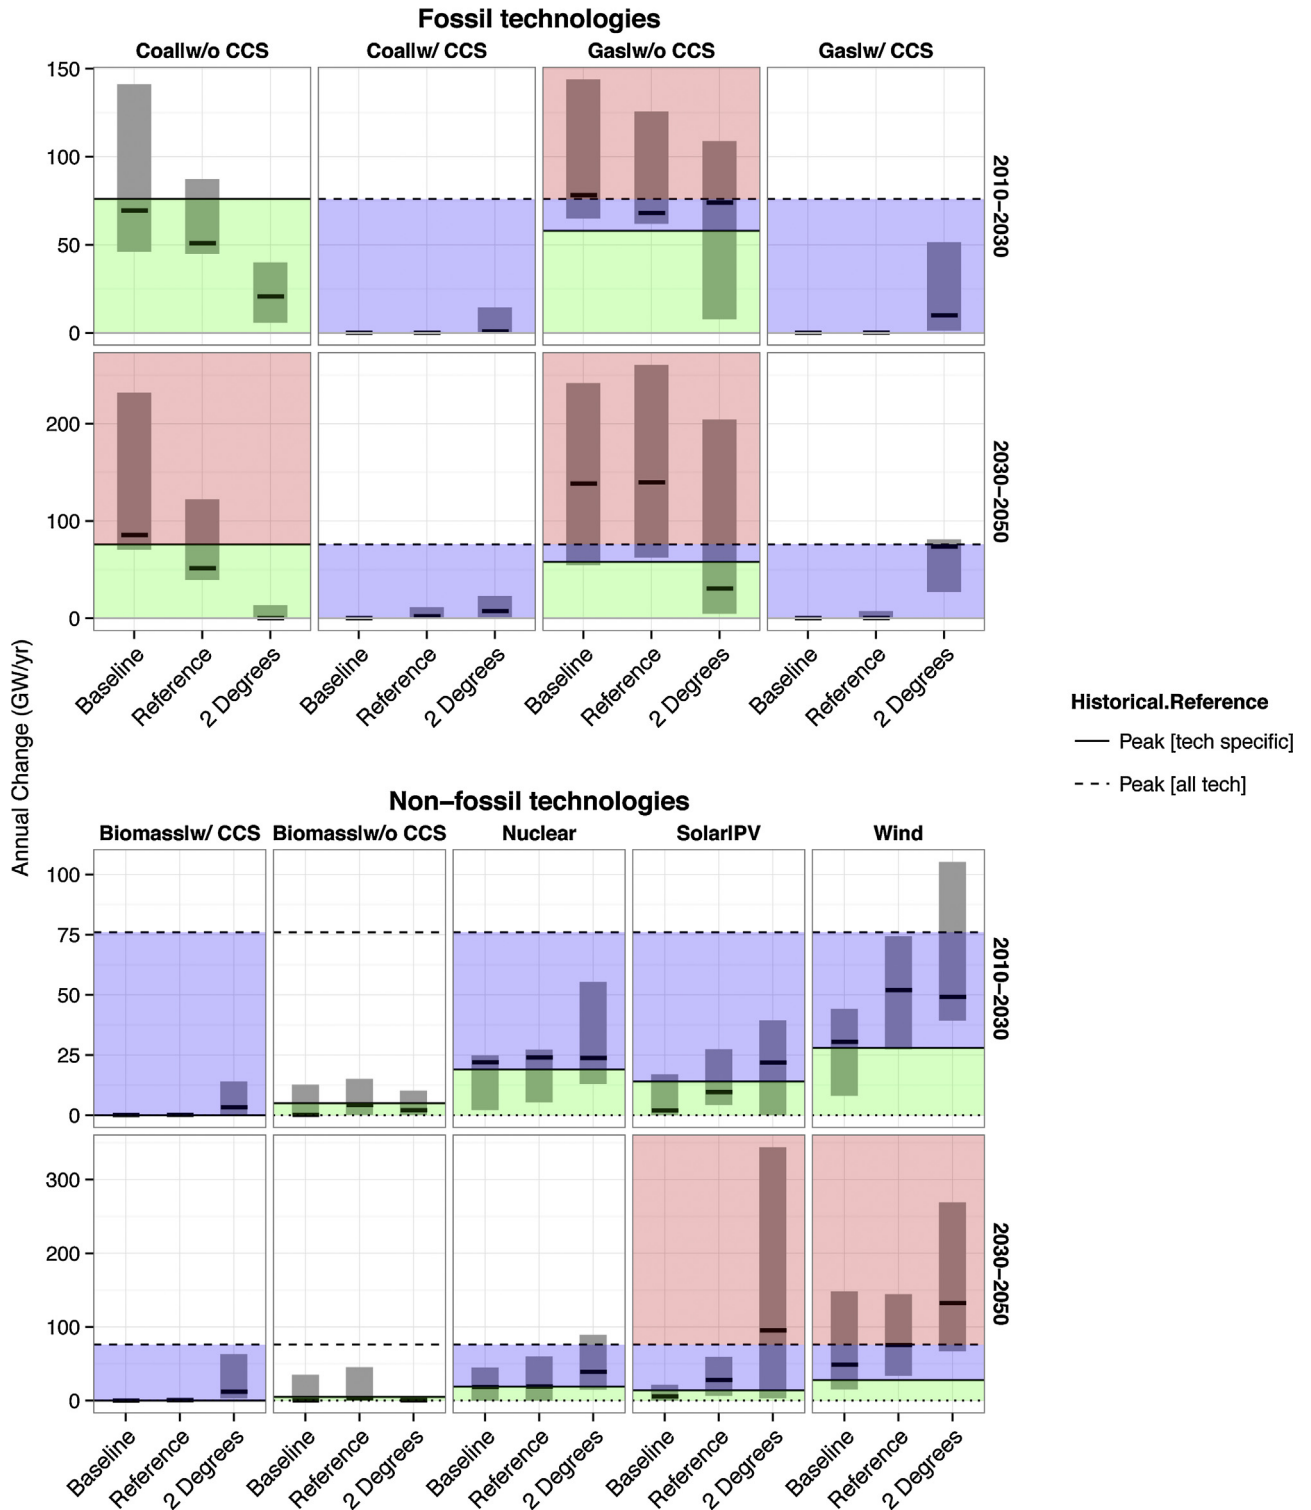 Fossil technologies
Coal|w/o CCS Coal|w/ CCS Gas|w/o CCS Gas|w/ CCS
150
100
50
0
2010−2030
200
100
0
2030−2050
Baseline Reference 2 Degrees Baseline Reference 2 Degrees Baseline Reference 2 Degrees Baseline Reference 2 Degrees
Annual Change (GW/yr)
Historical.Reference
Peak [tech specific]
Peak [all tech]
Non−fossil technologies
Biomass|w/ CCS Biomass|w/o CCS Nuclear Solar|PV Wind
100
75
50
25
0
2010−2030
300
200
100
0
2030−2050
Baseline Reference 2 Degrees Baseline Reference 2 Degrees Baseline Reference 2 Degrees Baseline Reference 2 Degrees Baseline Reference 2 Degrees